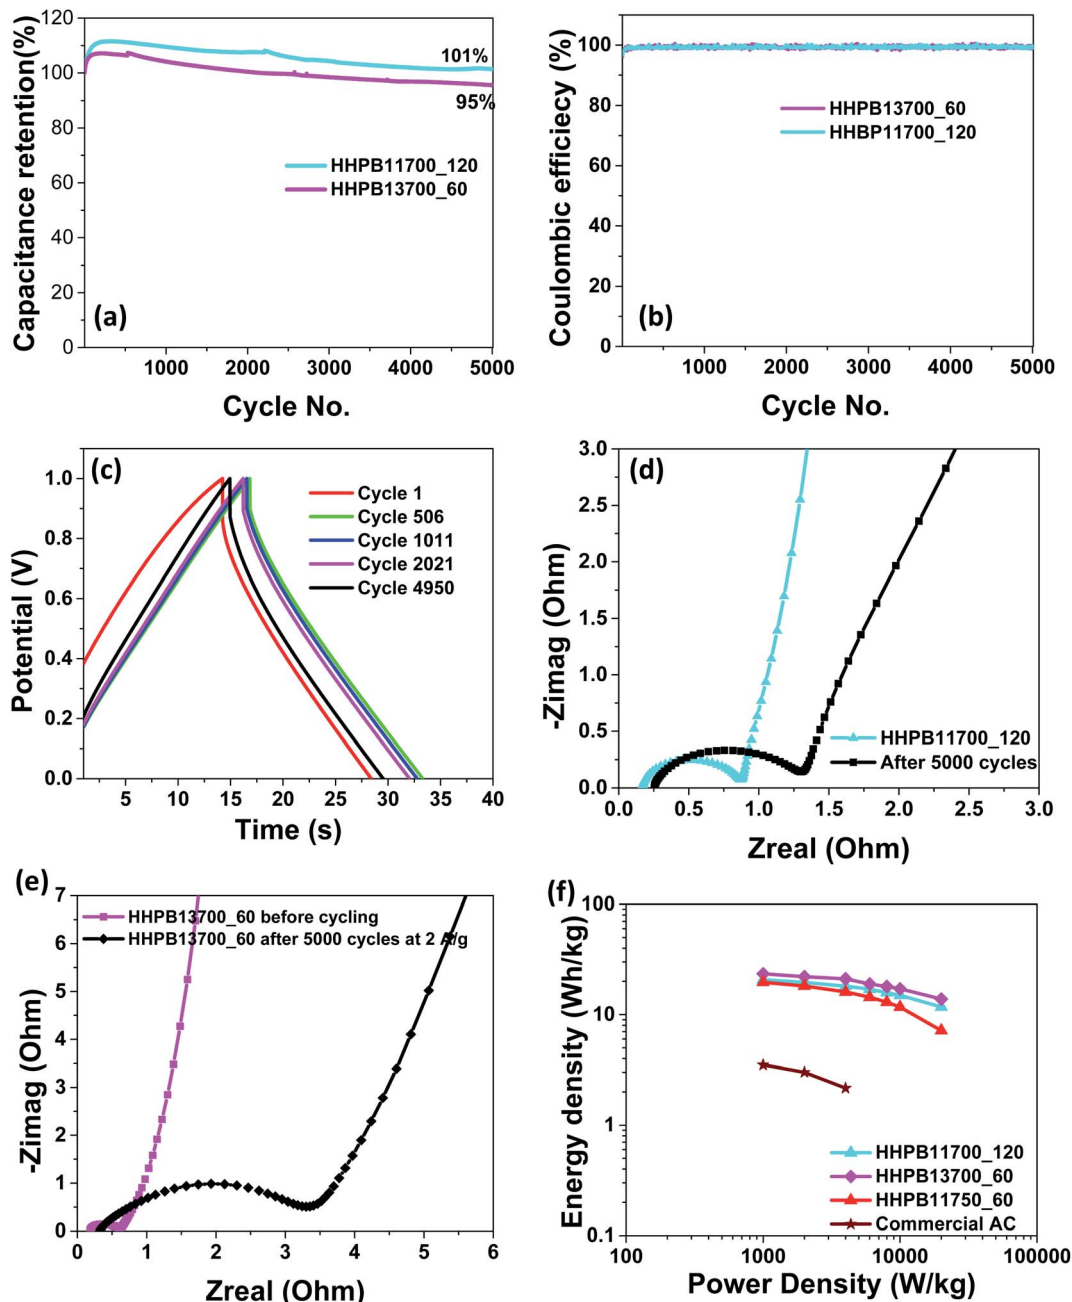 120
100
80
60
40
20
0
Capacitance retention(%)
101%
95%
HHPB11700_120
HHPB13700_60
(a)
1000
2000
3000
4000
5000
Cycle No.
100
80
60
40
20
0
Coulombic efficiecy (%)
HHPB13700_60
HHBP11700_120
(b)
1000
2000
3000
4000
5000
Cycle No.
(c)
1.0
0.8
0.6
0.4
0.2
0.0
Potential (V)
Cycle 1
Cycle 506
Cycle 1011
Cycle 2021
Cycle 4950
5
10
15
20
25
30
35
40
Time (s)
(d)
3.0
2.5
2.0
1.5
1.0
0.5
0.0
-Zimag (Ohm)
HHPB11700_120
After 5000 cycles
0.0
0.5
1.0
1.5
2.0
2.5
3.0
Zreal (Ohm)
(e)
7
6
5
4
3
2
1
0
-Zimag (Ohm)
HHPB13700_60 before cycling
HHPB13700_60 after 5000 cycles at 2 A/g
0
1
2
3
4
5
6
Zreal (Ohm)
(f)
100
10
1
0.1
Energy density (Wh/kg)
HHPB11700_120
HHPB13700_60
HHPB11750_60
Commercial AC
100
1000
10000
100000
Power Density (W/kg)